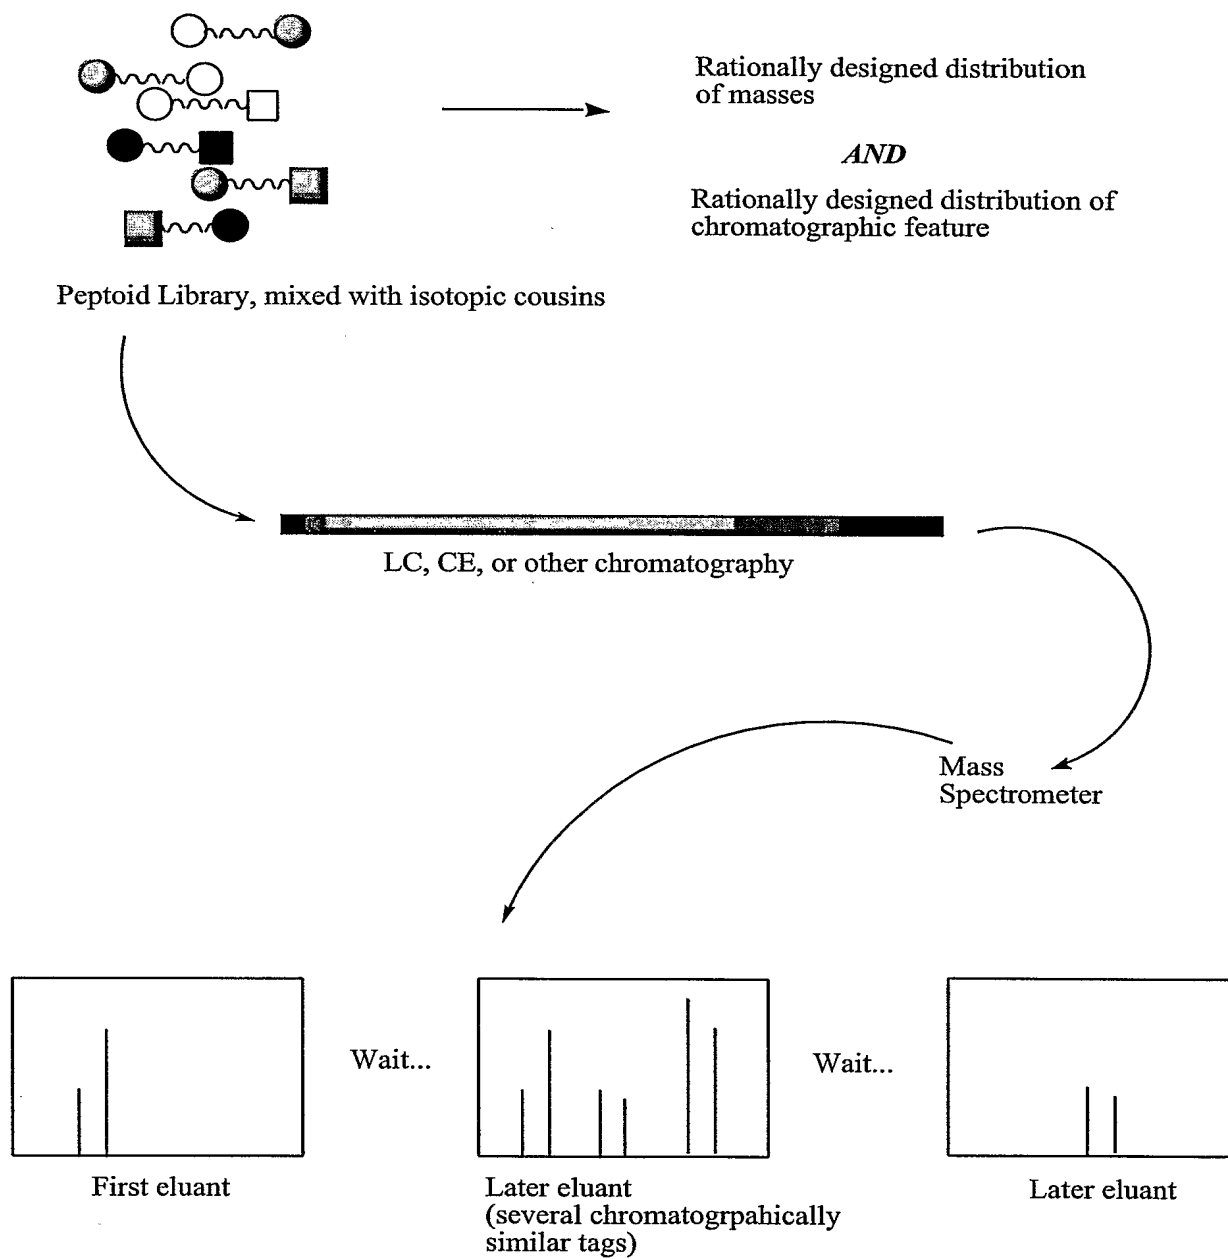 Rationally designed distribution
of masses
AND
Rationally designed distribution of
chromatographic feature
Peptoid Library, mixed with isotopic cousins
LC, CE, or other chromatography
Mass
Spectrometer
Wait...
Wait...
First eluant
Later eluant
(several chromatogrpahically
similar tags)
Later eluant